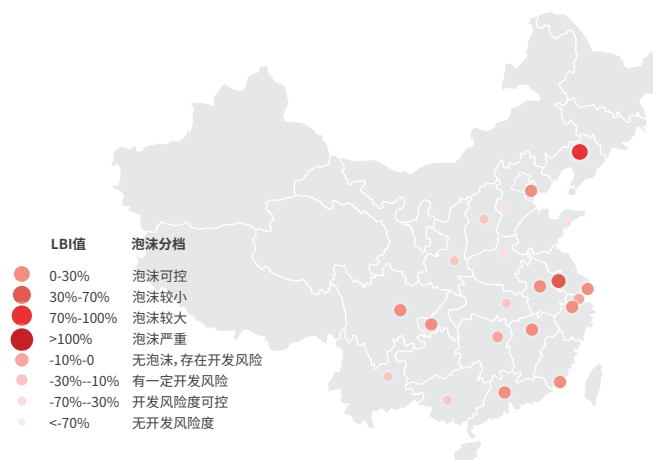 LBI值 泡沫分档
0-30% 泡沫可控
30%-70% 泡沫较小
70%-100% 泡沫较大
>100% 泡沫严重
-10%-0 无泡沫,存在开发风险
-30%--10% 有一定开发风险
-70%--30% 开发风险度可控
<-70% 无开发风险度